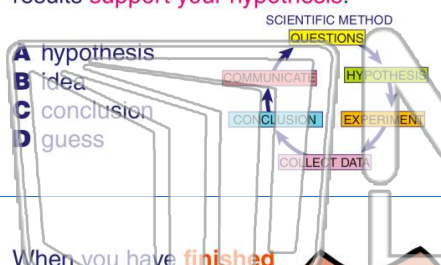 results support your hypothesis.
SCIENTIFIC METHOD
QUESTIONS
A hypothesis
B idea
C conclusion
D guess
COMMUNICATE
HYPOTHESIS
CONCLUSION
EXPERIMENT
COLLECT DATA
When you have finished